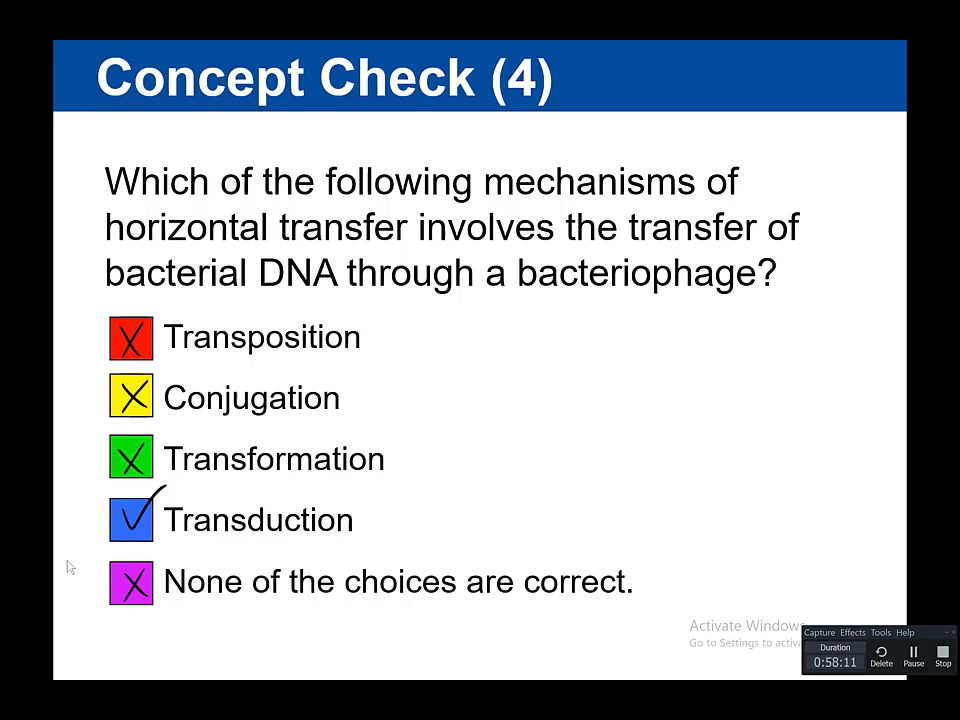 Concept Check (4)
Which of the following mechanisms of
horizontal transfer involves the transfer of
bacterial DNA through a bacteriophage?
Transposition
Conjugation
Transformation
Transduction
None of the choices are correct.
Activate Windows
Go to Settings to
Capture Effects Tools Help
Duration
0:58:11
Delete Pause Stop